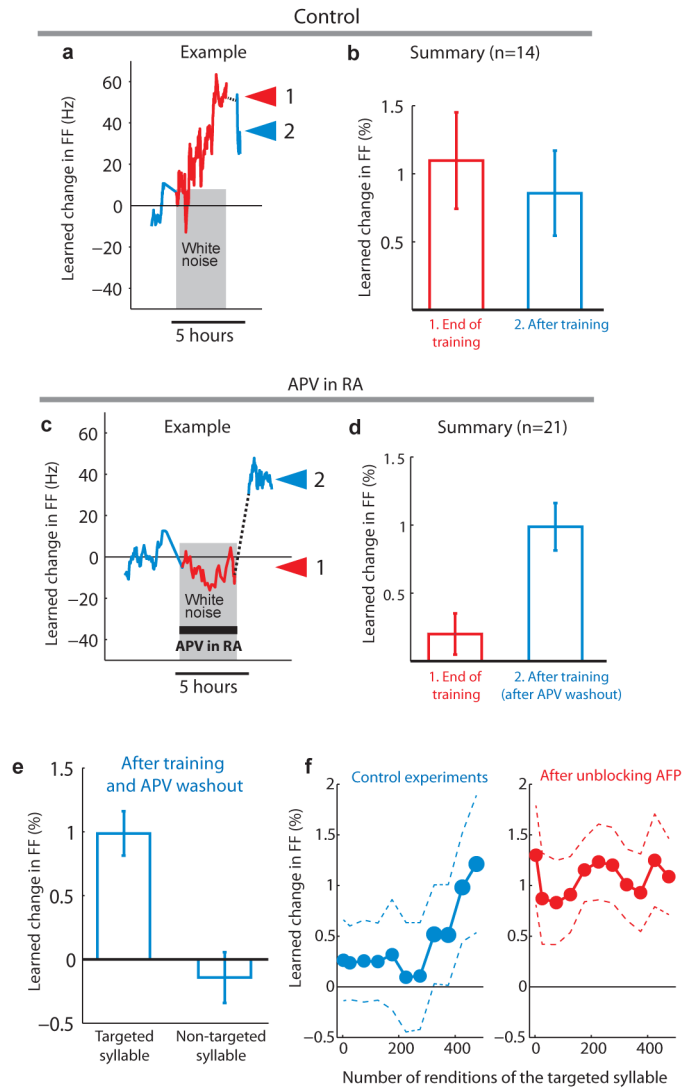 Control
a
Example
Learned change in FF (Hz)
60
40
20
0
−20
−40
1
2
White
noise
5 hours
b
Summary (n=14)
Learned change in FF (%)
1.5
1
0.5
1. End of
training
2. After training
APV in RA
c
Example
Learned change in FF (Hz)
60
40
20
0
−20
−40
2
1
White
noise
APV in RA
5 hours
d
Summary (n=21)
Learned change in FF (%)
1.5
1
0.5
1. End of
training
2. After training
(after APV washout)
e
After training
and APV washout
Learned change in FF (%)
1.5
1
0.5
0
−0.5
Targeted
syllable
Non-targeted
syllable
f
Control experiments
Learned change in FF (%)
2
1.5
1
0.5
0
−0.5
0
200
400
After unblocking AFP
2
1.5
1
0.5
0
−0.5
0
200
400
Number of renditions of the targeted syllable